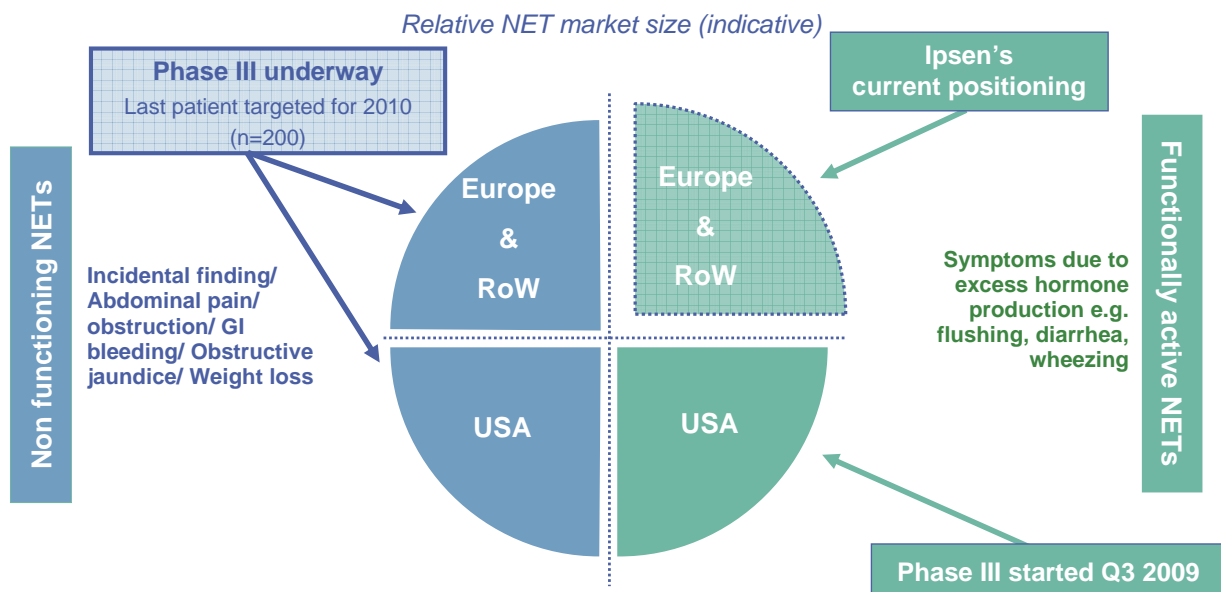 Relative NET market size (indicative)
Phase III underway
Last patient targeted for 2010
(n=200)
Ipsen’s
current positioning
Non functioning NETs
Incidental finding/
Abdominal pain/
obstruction/ GI
bleeding/ Obstructive
jaundice/ Weight loss
Europe
&
RoW
Europe
&
RoW
Symptoms due to
excess hormone
production e.g.
flushing, diarrhea,
wheezing
Functionally active NETs
USA
USA
Phase III started Q3 2009